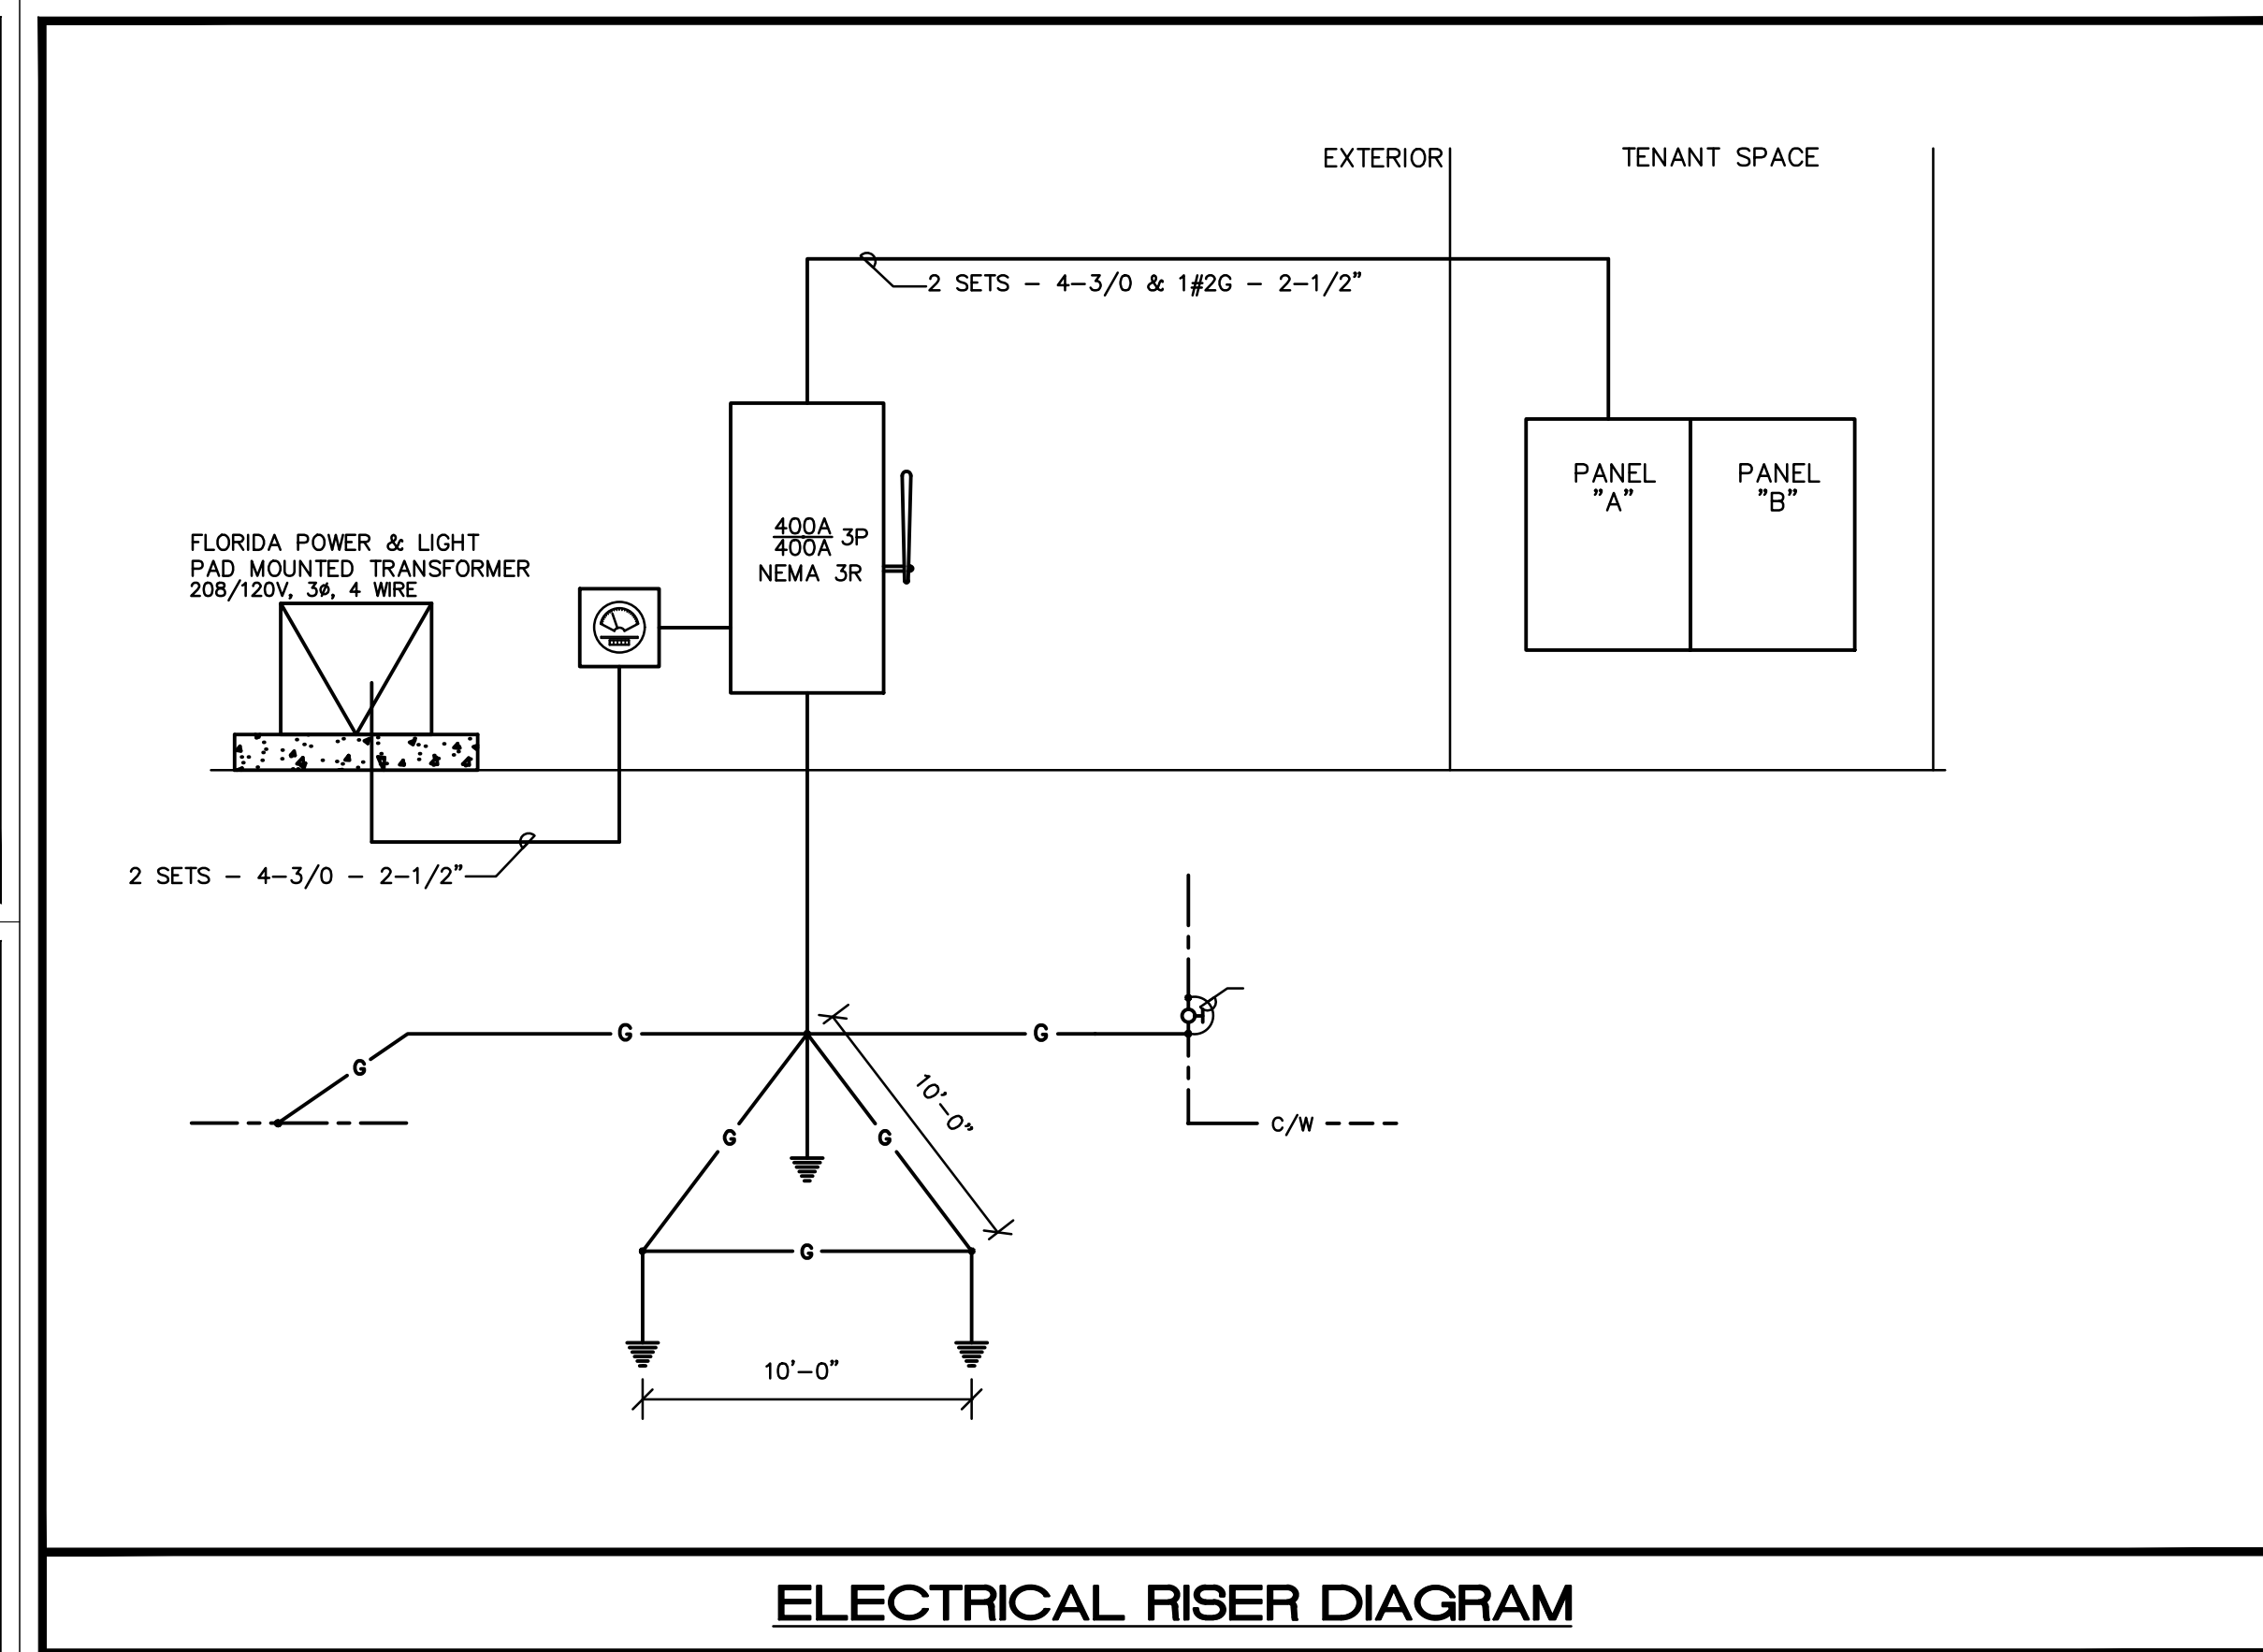 EXTERIOR
TENANT SPACE
2 SETS - 4-3/0 & 1#2G - 2-1/2"
PANEL
"A"
PANEL
"B"
400A
400A
3P
NEMA 3R
FLORIDA POWER & LIGHT
PAD MOUNTED TRANSFORMER
208/120V, 3ø, 4 WIRE
2 SETS - 4-3/0 - 2-1/2"
G
G
G
10'-0"
C/W
G
G
G
10'-0"
ELECTRICAL RISER DIAGRAM